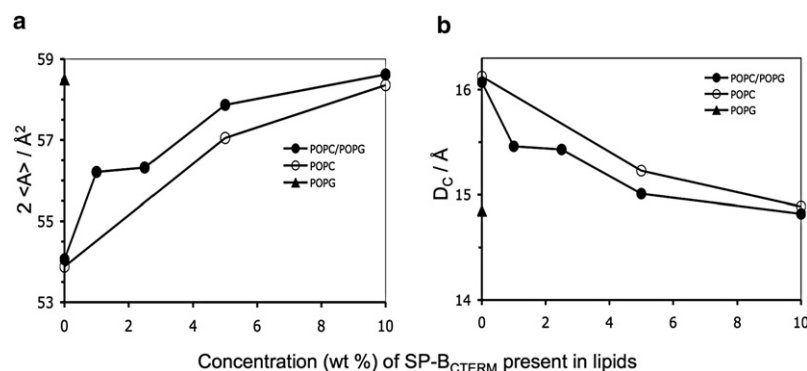 a
b
59
57
55
53
2 <A> / Å²
POPC/POPG
POPC
POPG
0
2
4
6
8
10
16
15
14
D_C / Å
POPC/POPG
POPC
POPG
0
2
4
6
8
10
Concentration (wt %) of SP-B_CTERM present in lipids